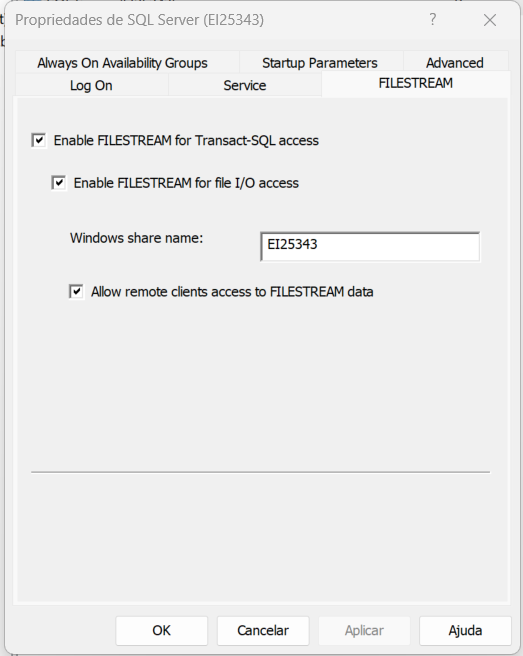 Propriedades de SQL Server (EI25343)
?
Always On Availability Groups Startup Parameters Advanced
Log On Service FILESTREAM
Enable FILESTREAM for Transact-SQL access
Enable FILESTREAM for file I/O access
Windows share name: EI25343
Allow remote clients access to FILESTREAM data
OK Cancelar Aplicar Ajuda